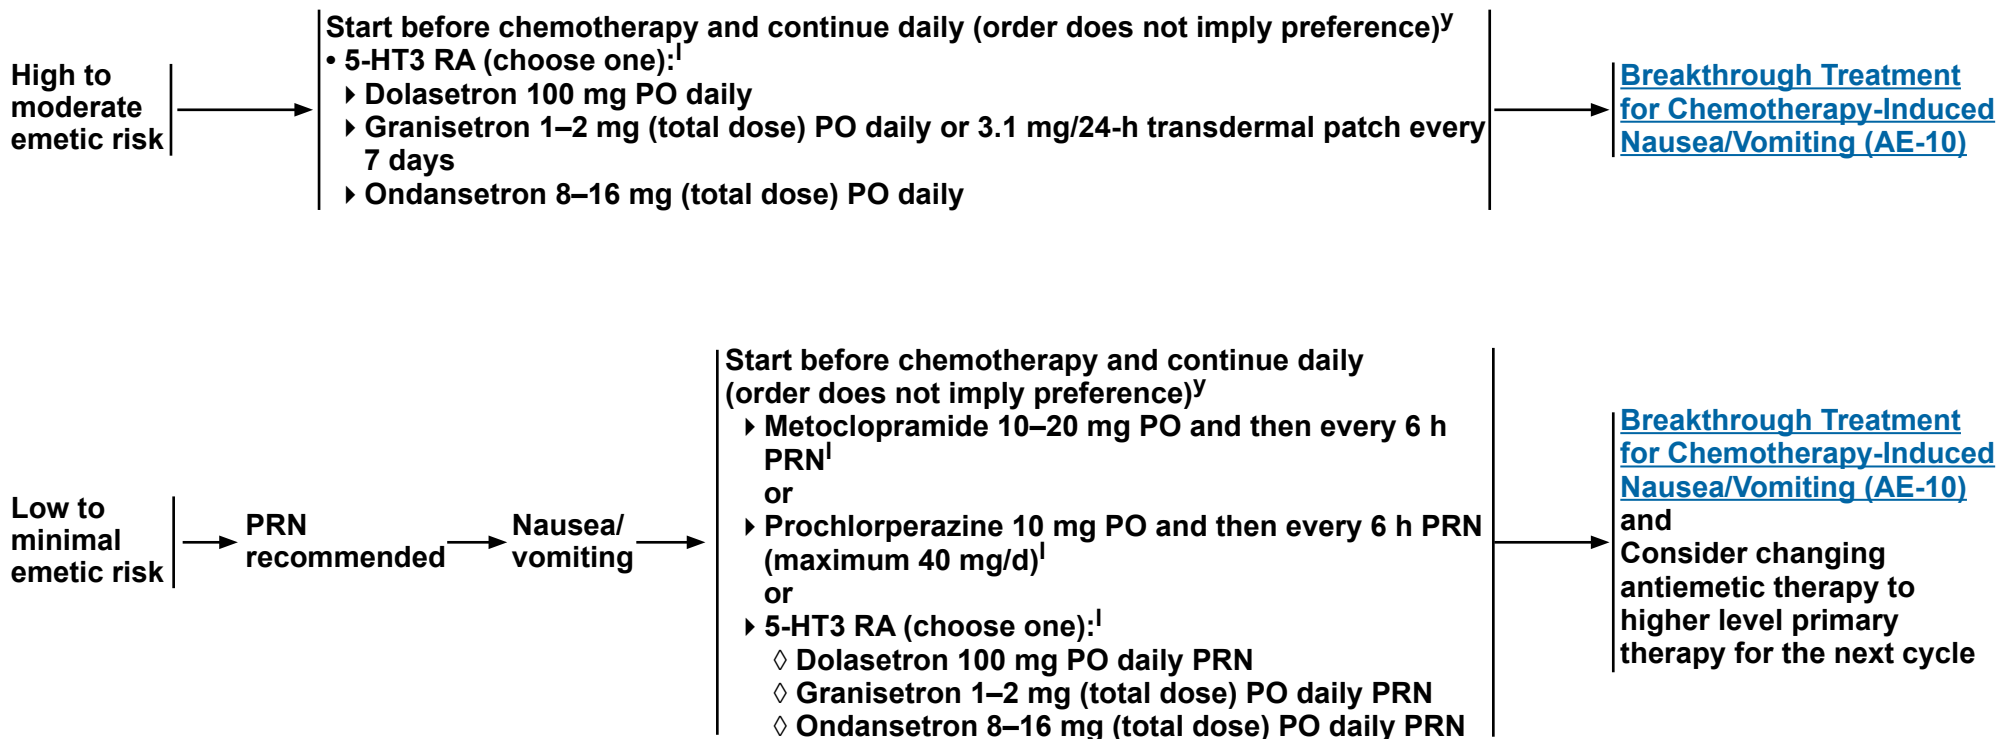 High to
moderate
emetic risk
Start before chemotherapy and continue daily (order does not imply preference)y
• 5-HT3 RA (choose one):l
▸ Dolasetron 100 mg PO daily
▸ Granisetron 1–2 mg (total dose) PO daily or 3.1 mg/24-h transdermal patch every
7 days
▸ Ondansetron 8–16 mg (total dose) PO daily
Breakthrough Treatment
for Chemotherapy-Induced
Nausea/Vomiting (AE-10)
Low to
minimal
emetic risk
PRN
recommended
Nausea/
vomiting
Start before chemotherapy and continue daily
(order does not imply preference)y
▸ Metoclopramide 10–20 mg PO and then every 6 h
PRNl
or
▸ Prochlorperazine 10 mg PO and then every 6 h PRN
(maximum 40 mg/d)l
or
▸ 5-HT3 RA (choose one):l
◊ Dolasetron 100 mg PO daily PRN
◊ Granisetron 1–2 mg (total dose) PO daily PRN
◊ Ondansetron 8–16 mg (total dose) PO daily PRN
Breakthrough Treatment
for Chemotherapy-Induced
Nausea/Vomiting (AE-10)
and
Consider changing
antiemetic therapy to
higher level primary
therapy for the next cycle